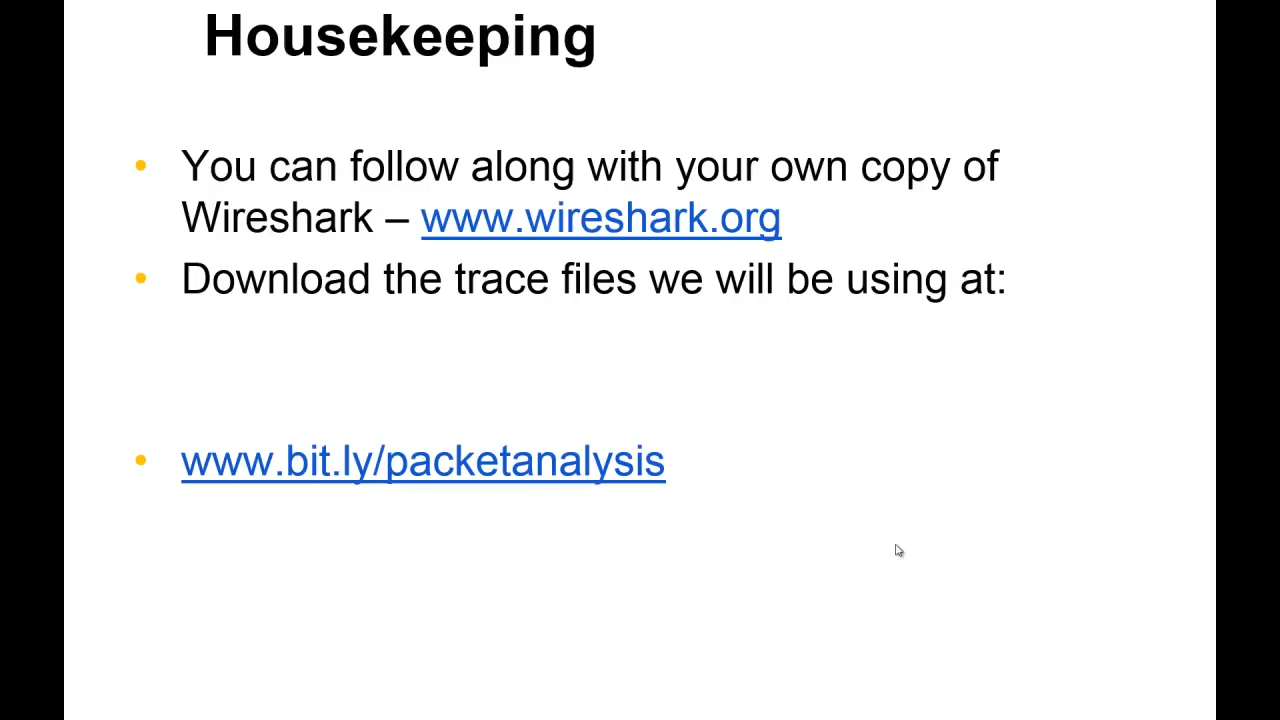 Housekeeping
You can follow along with your own copy of
Wireshark – www.wireshark.org
Download the trace files we will be using at:
www.bit.ly/packetanalysis